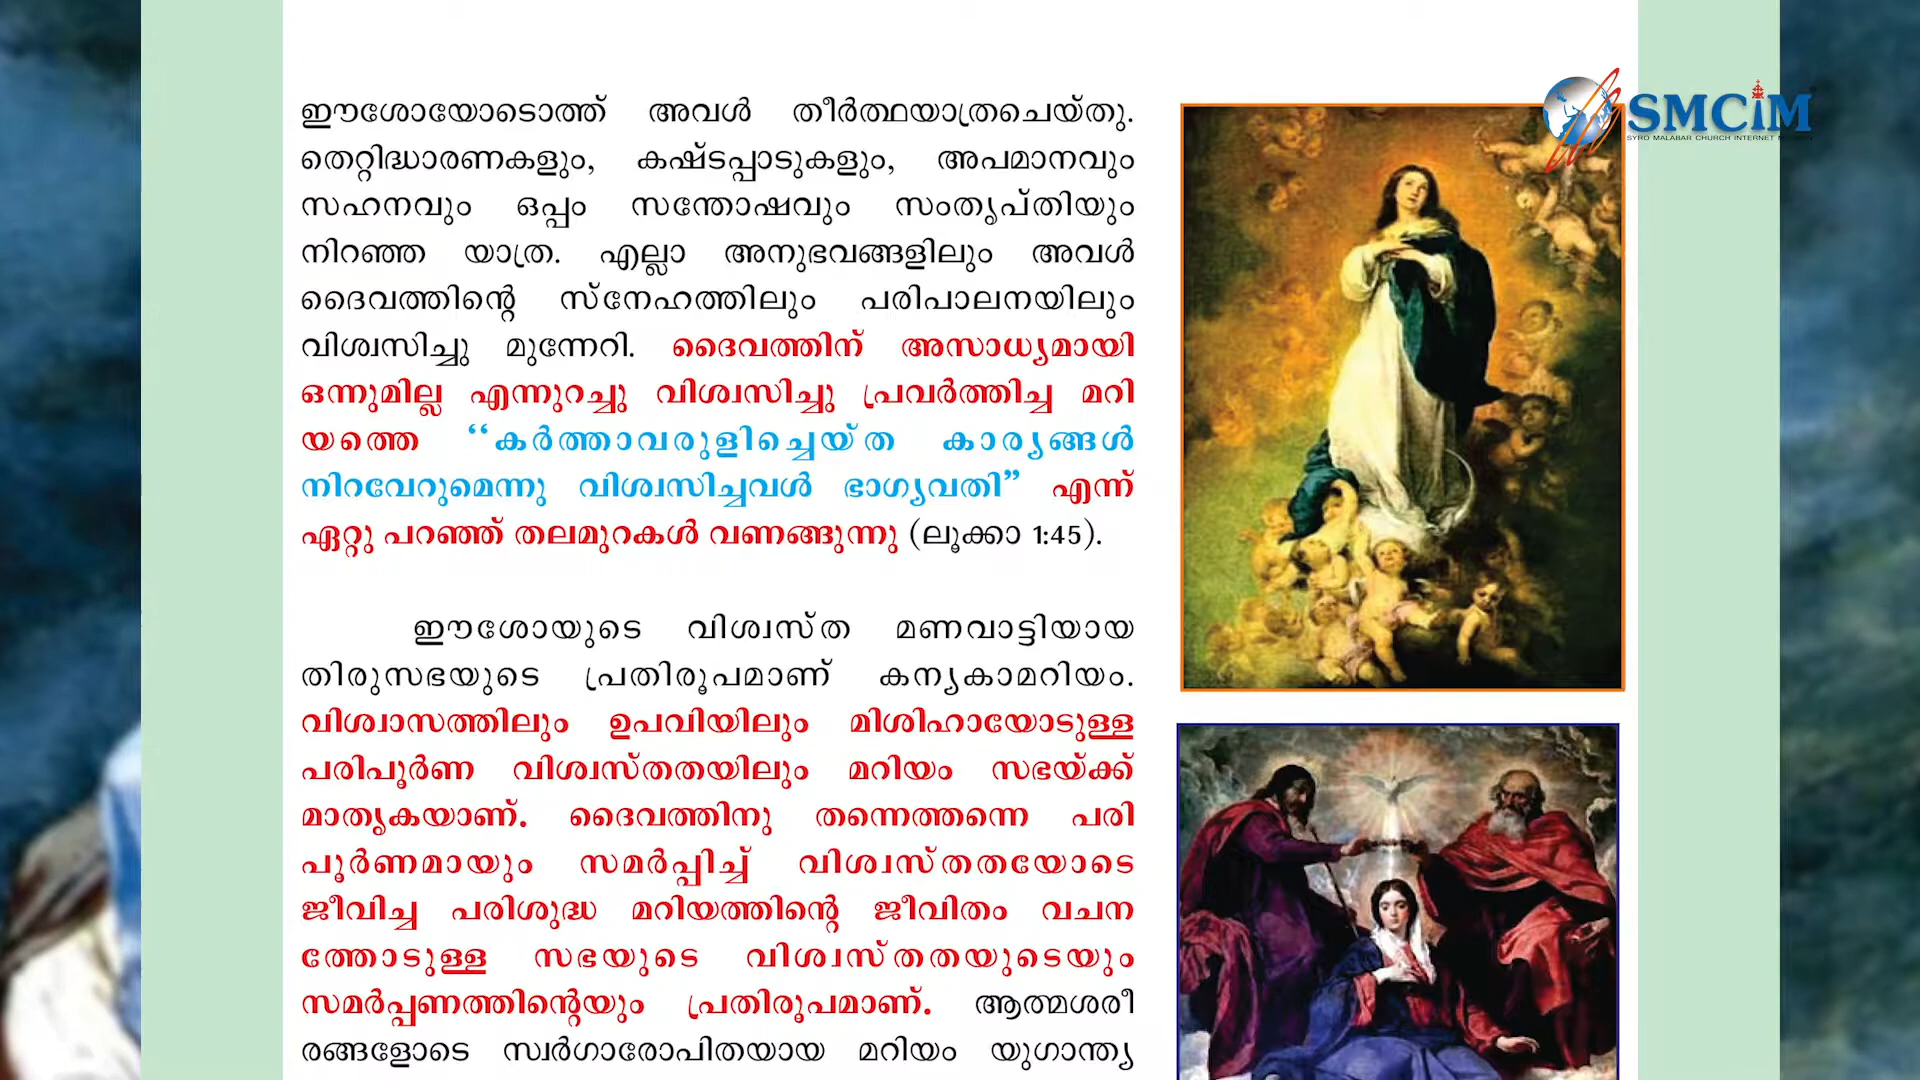 ഈശോയോടൊത്ത് അവൾ തീർത്ഥയാത്രചെയ്തു.
തെറ്റിദ്ധാരണകളും, കഷ്ടപ്പാടുകളും, അപമാനവും
സഹനവും ഒപ്പം സന്തോഷവും സംതൃപ്തിയും
നിറഞ്ഞ യാത്ര. എല്ലാ അനുഭവങ്ങളിലും അവൾ
ദൈവത്തിന്റെ സ്നേഹത്തിലും പരിപാലനയിലും
വിശ്വസിച്ചു മുന്നേറി. ദൈവത്തിന് അസാധ്യമായി
ഒന്നുമില്ല എന്നുറച്ചു വിശ്വസിച്ചു പ്രവർത്തിച്ച മറി
യത്തെ ‘‘കർത്താവരുളിച്ചെയ്ത കാര്യങ്ങൾ
നിറവേറുമെന്നു വിശ്വസിച്ചവൾ ഭാഗ്യവതി” എന്ന്
ഏറ്റു പറഞ്ഞ് തലമുറകൾ വണങ്ങുന്നു (ലൂക്കാ 1:45).
ഈശോയുടെ വിശ്വസ്ത മണവാട്ടിയായ
തിരുസഭയുടെ പ്രതിരൂപമാണ് കന്യകാമറിയം.
വിശ്വാസത്തിലും ഉപവിയിലും മിശിഹായോടുള്ള
പരിപൂർണ വിശ്വസ്തതയിലും മറിയം സഭയ്ക്ക്
മാതൃകയാണ്. ദൈവത്തിനു തന്നെത്തന്നെ പരി
പൂർണമായും സമർപ്പിച്ച് വിശ്വസ്തതയോടെ
ജീവിച്ച പരിശുദ്ധ മറിയത്തിന്റെ ജീവിതം വചന
ത്തോടുള്ള സഭയുടെ വിശ്വസ്തതയുടെയും
സമർപ്പണത്തിന്റെയും പ്രതിരൂപമാണ്. ആത്മശരീ
രങ്ങളോടെ സ്വർഗാരോപിതയായ മറിയം യുഗാന്ത്യ
SMCIM
SYRO MALABAR CHURCH INTERNET